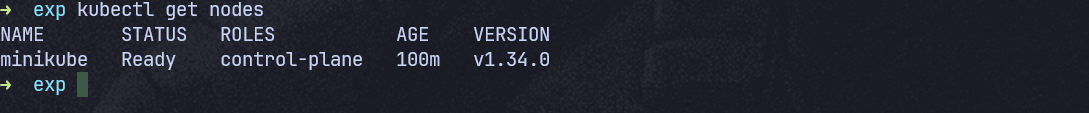 ➜  exp kubectl get nodes
NAME       STATUS   ROLES           AGE    VERSION
minikube   Ready    control-plane   100m   v1.34.0
➜  exp